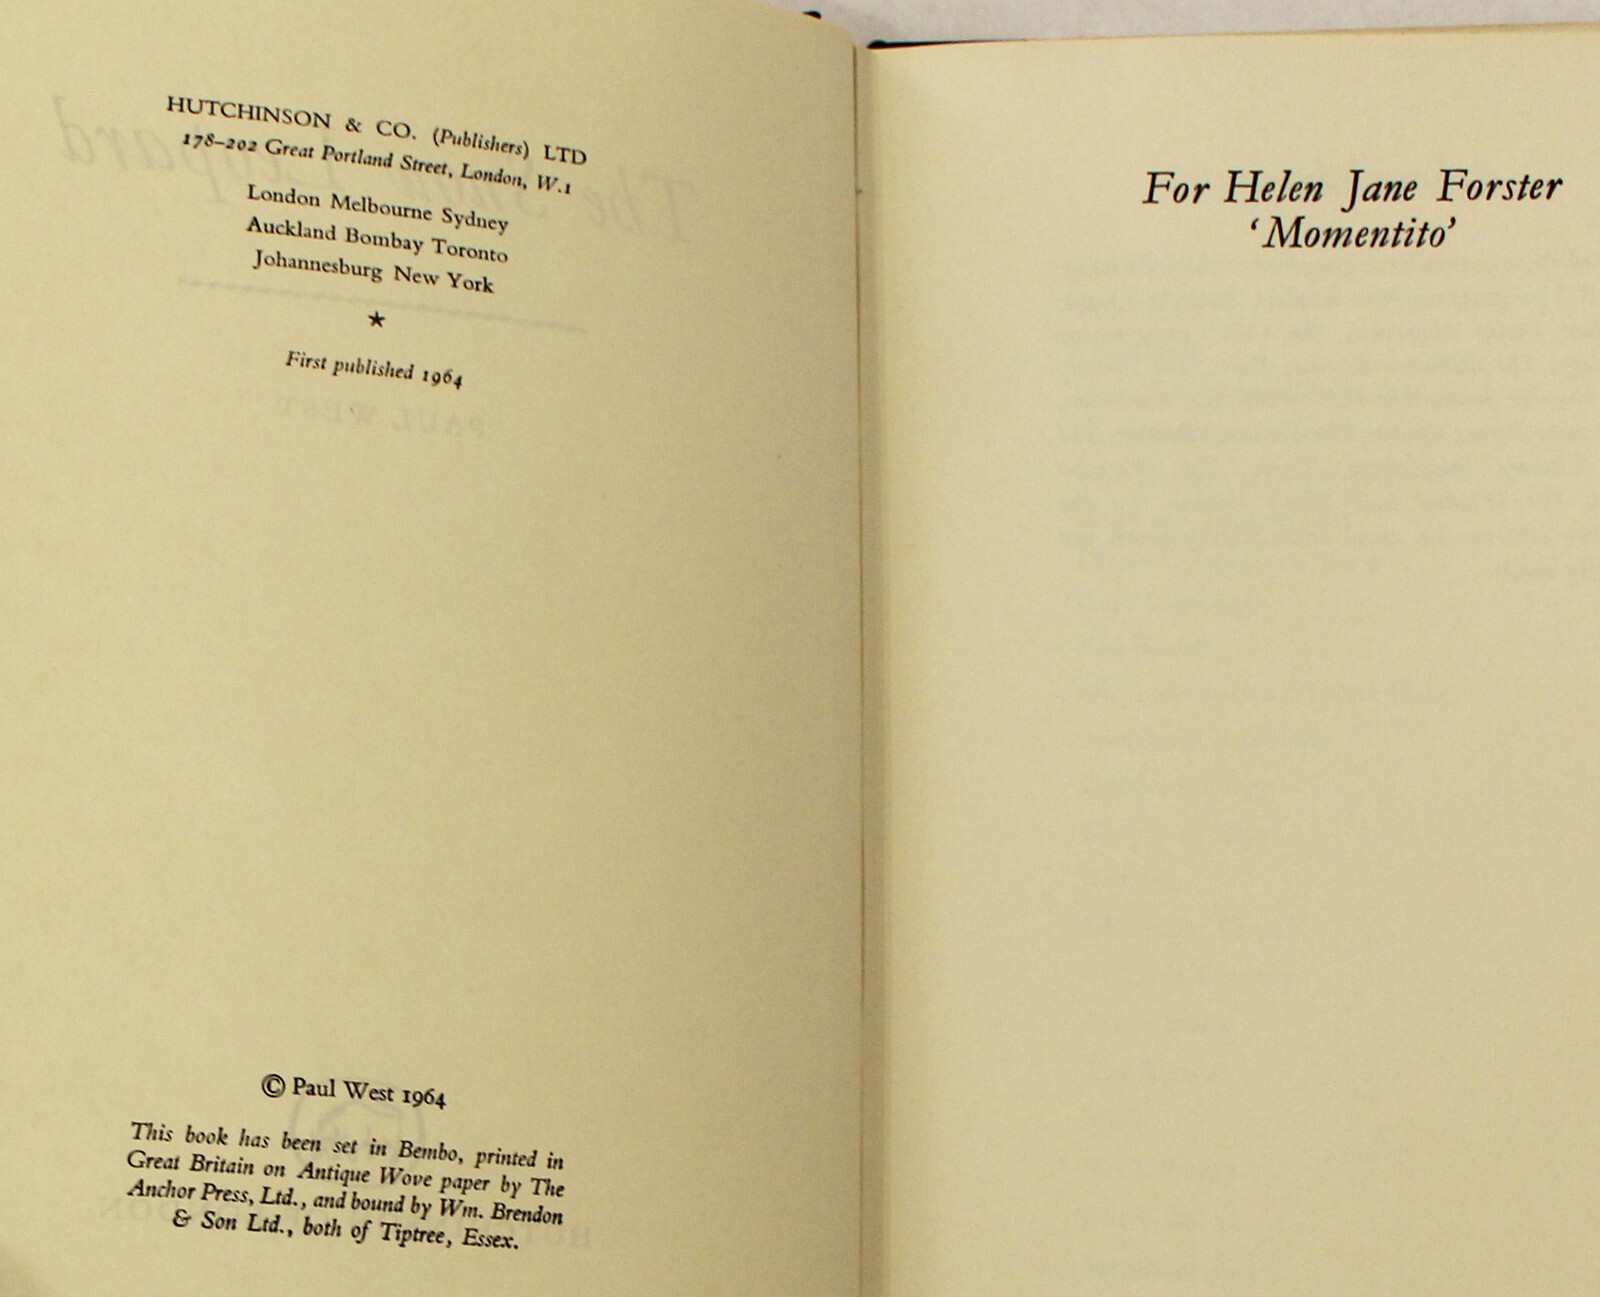 HUTCHINSON & CO. (Publishers) LTD
178–202 Great Portland Street, London, W.1
London Melbourne Sydney
Auckland Bombay Toronto
Johannesburg New York
★
First published 1964
© Paul West 1964
This book has been set in Bembo, printed in
Great Britain on Antique Wove paper by The
Anchor Press, Ltd., and bound by Wm. Brendon
& Son Ltd., both of Tiptree, Essex.
For Helen Jane Forster
‘Momentito’